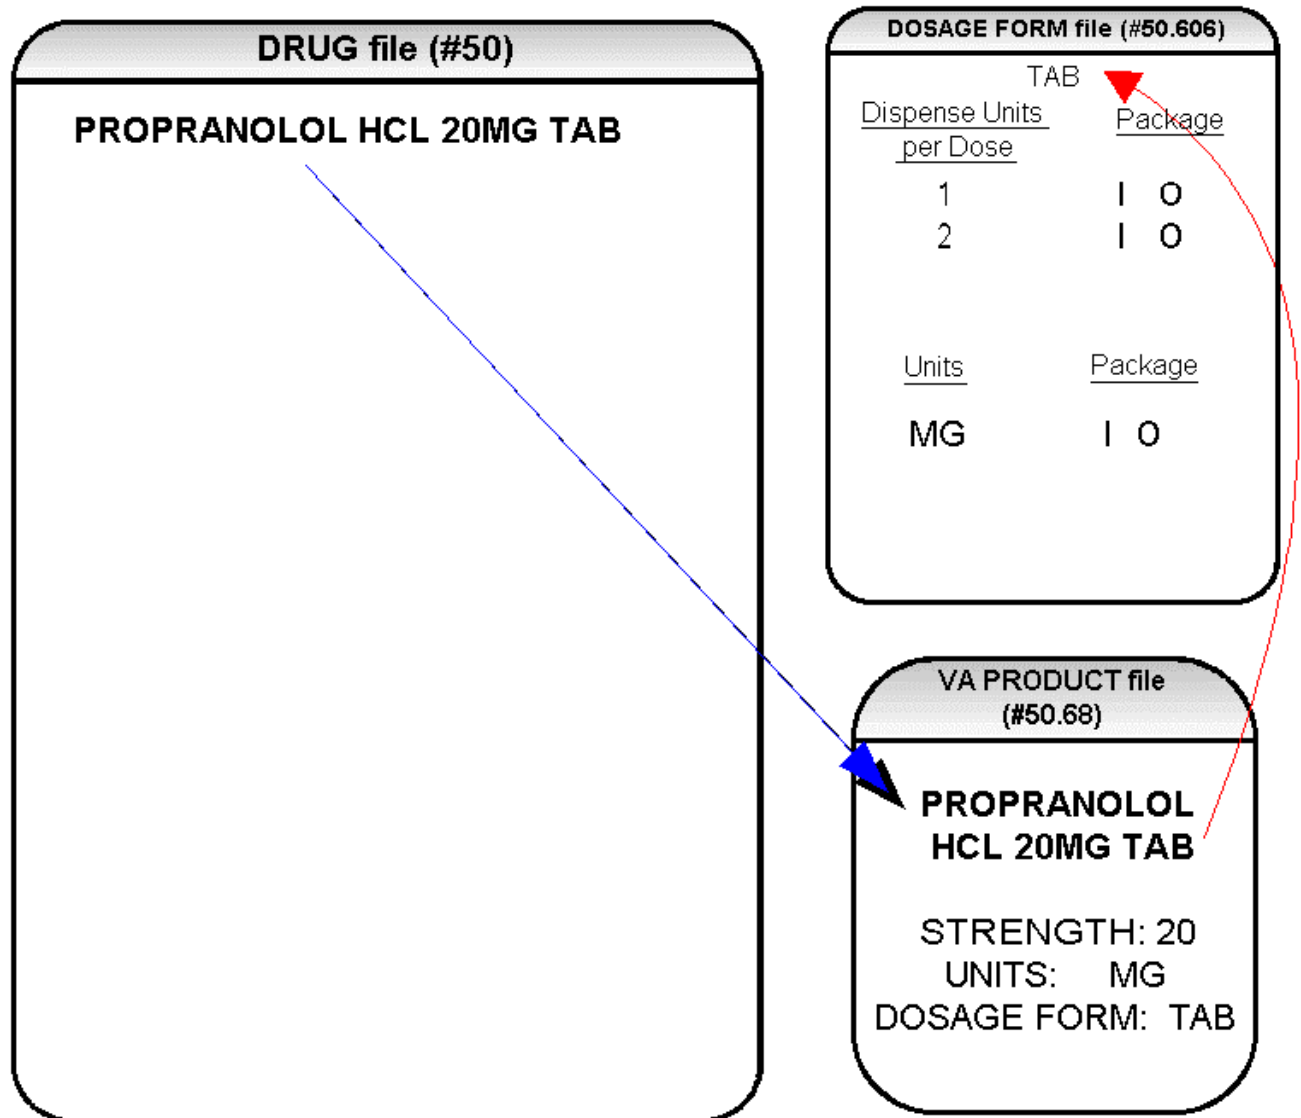 DRUG file (#50)
PROPRANOLOL HCL 20MG TAB
DOSAGE FORM file (#50.606)
TAB
Dispense Units per Dose Package
1 I O
2 I O
Units Package
MG I O
VA PRODUCT file
(#50.68)
PROPRANOLOL
HCL 20MG TAB
STRENGTH: 20
UNITS: MG
DOSAGE FORM: TAB